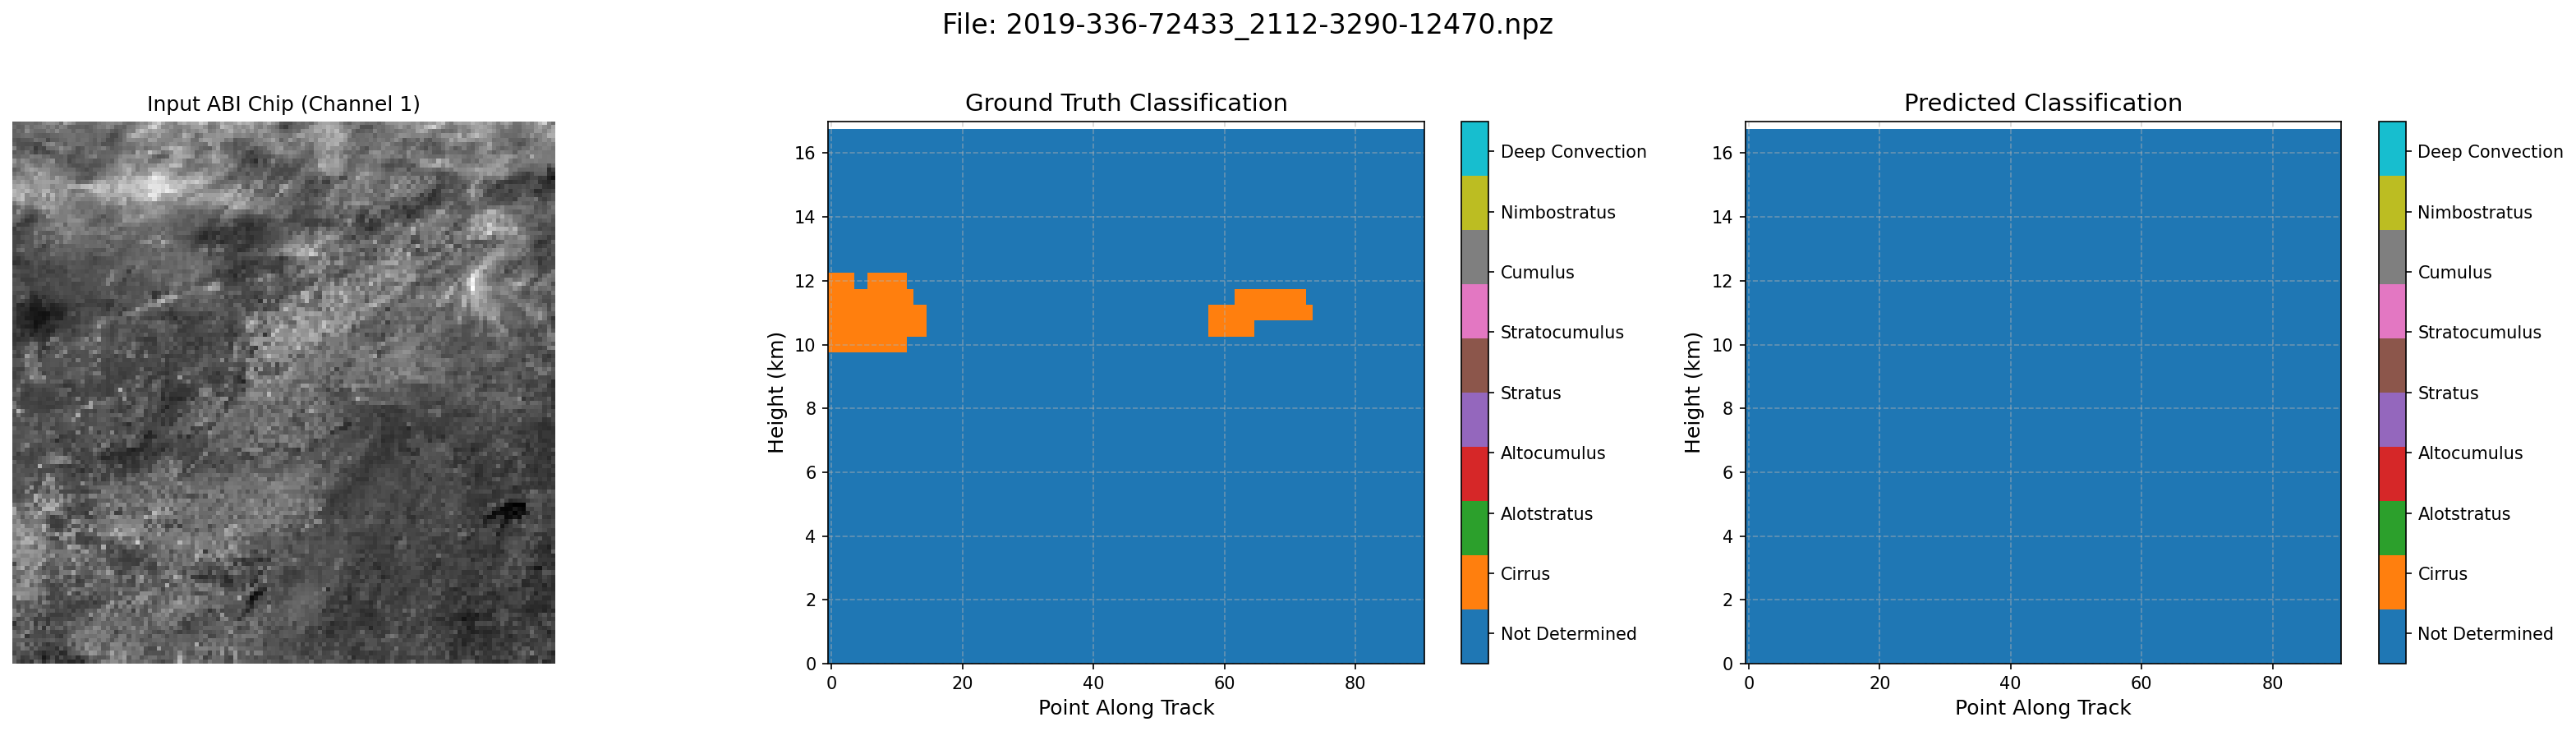 File: 2019-336-72433_2112-3290-12470.npz
Input ABI Chip (Channel 1)
Ground Truth Classification
Height (km)
16
14
12
10
8
6
4
2
0
0 20 40 60 80
Point Along Track
Deep Convection
Nimbostratus
Cumulus
Stratocumulus
Stratus
Altocumulus
Alotstratus
Cirrus
Not Determined
Predicted Classification
Height (km)
16
14
12
10
8
6
4
2
0
0 20 40 60 80
Point Along Track
Deep Convection
Nimbostratus
Cumulus
Stratocumulus
Stratus
Altocumulus
Alotstratus
Cirrus
Not Determined